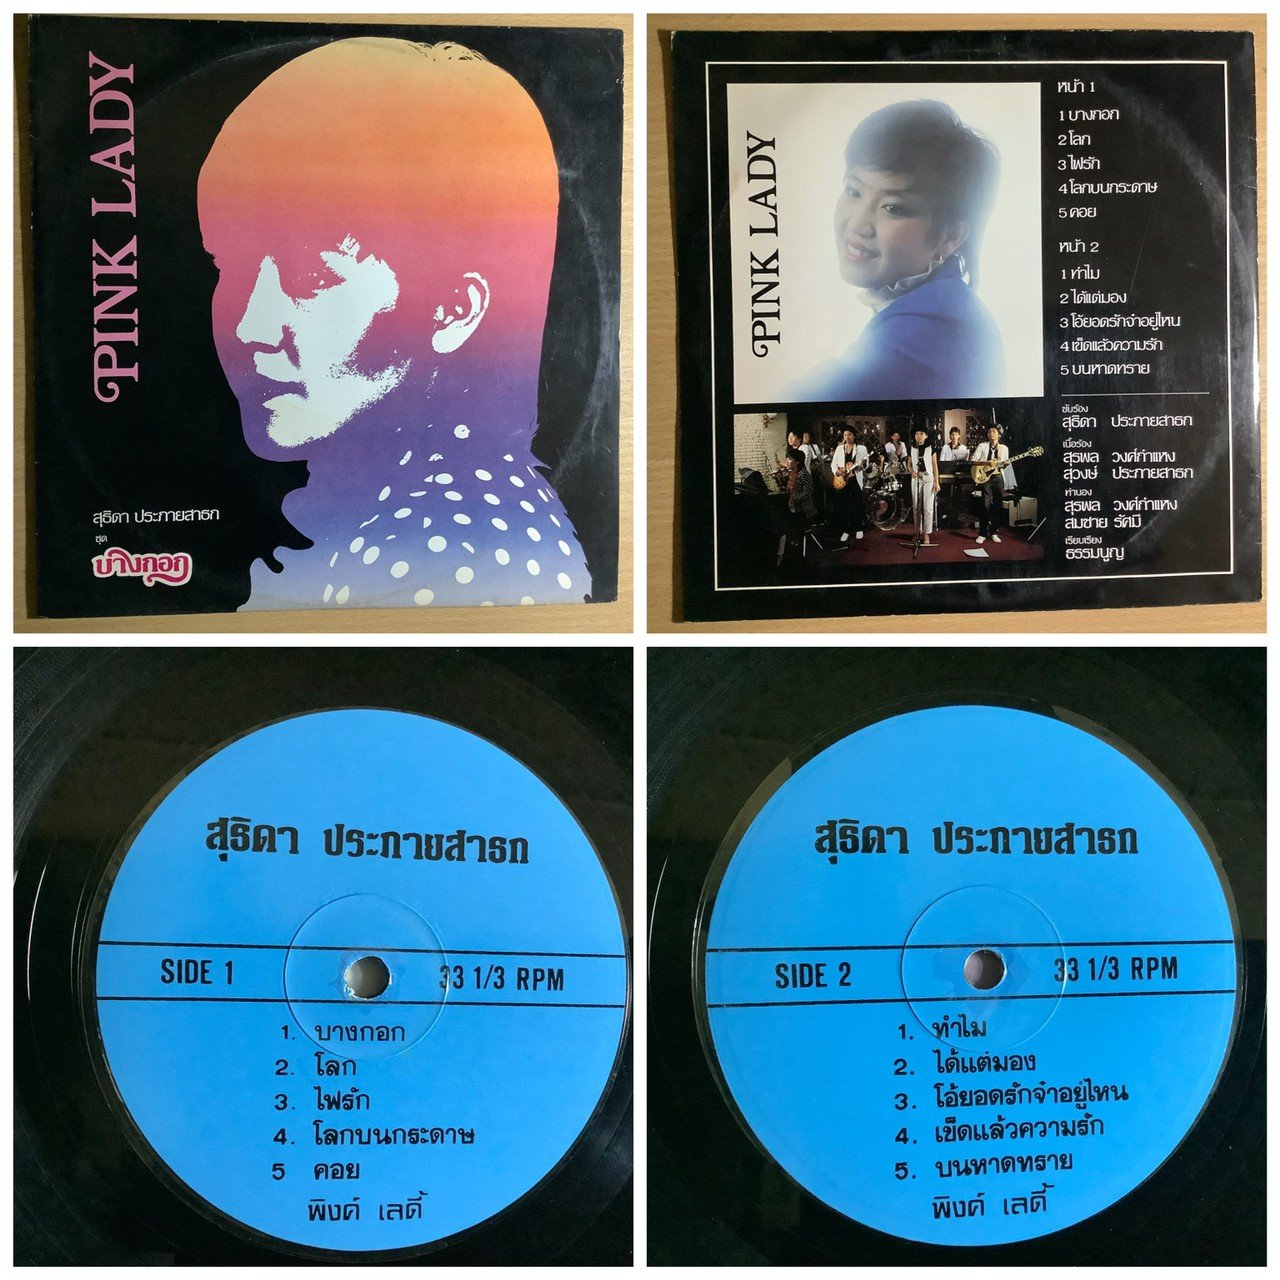 PINK LADY
สุธิดา ประภายสาธก
ชุด
บางกอก
PINK LADY
หน้า 1
1 บางกอก
2 โลก
3 ไฟรัก
4 โลกบนกระดาษ
5 คอย
หน้า 2
1 ทำไม
2 ได้แต่มอง
3 โอ้ยอดรักจ๋าอยู่ไหน
4 เข็ดแล้วความรัก
5 บนหาดทราย
ขับร้อง
สุธิดา ประภายสาธก
เนื้อร้อง
สุรพล วงศ์กำแหง
สุวงษ์ ประภายสาธก
ทำนอง
สุรพล วงศ์กำแหง
สมชาย รัศมี
เรียบเรียง
ธรรมนูญ
สุธิดา ประกายสาธก
SIDE 1 33 1/3 RPM
1. บางกอก
2. โลก
3. ไฟรัก
4. โลกบนกระดาษ
5 คอย
พิงค์ เลดี้
สุธิดา ประกายสาธก
SIDE 2 33 1/3 RPM
1. ทำไม
2. ได้แต่มอง
3. โอ้ยอดรักจ๋าอยู่ไหน
4. เข็ดแล้วความรัก
5. บนหาดทราย
พิงค์ เลดี้